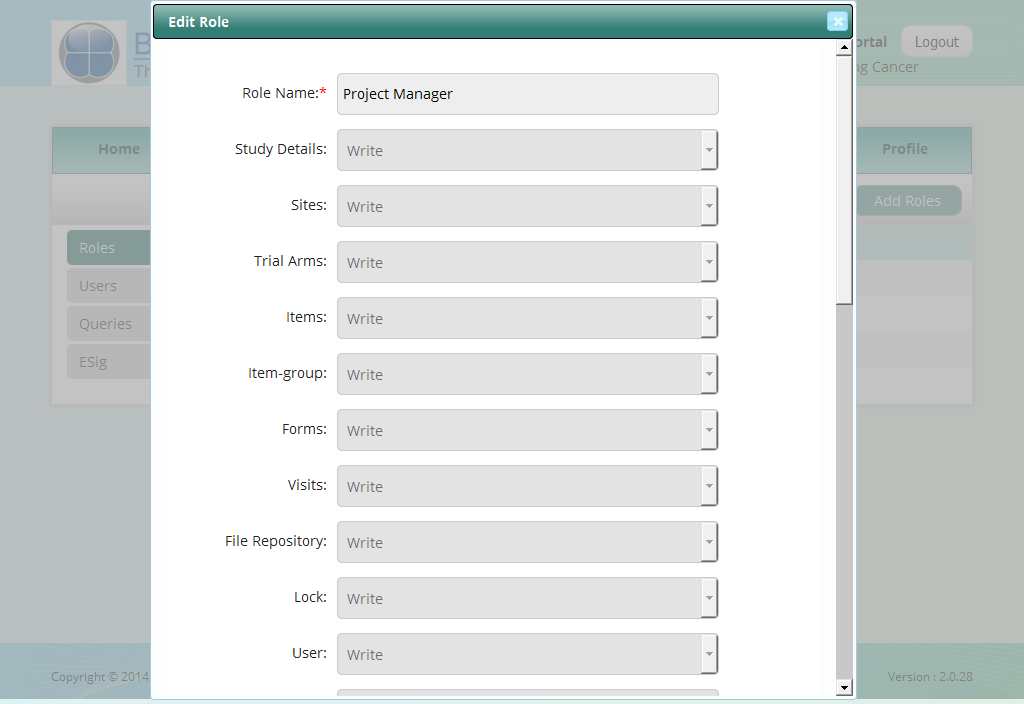 Edit Role
Portal Logout
Th
Cancer
Home
Profile
Add Roles
Roles
Users
Queries
ESig
Role Name:* Project Manager
Study Details: Write
Sites: Write
Trial Arms: Write
Items: Write
Item-group: Write
Forms: Write
Visits: Write
File Repository: Write
Lock: Write
User: Write
Copyright © 2014
Version : 2.0.28